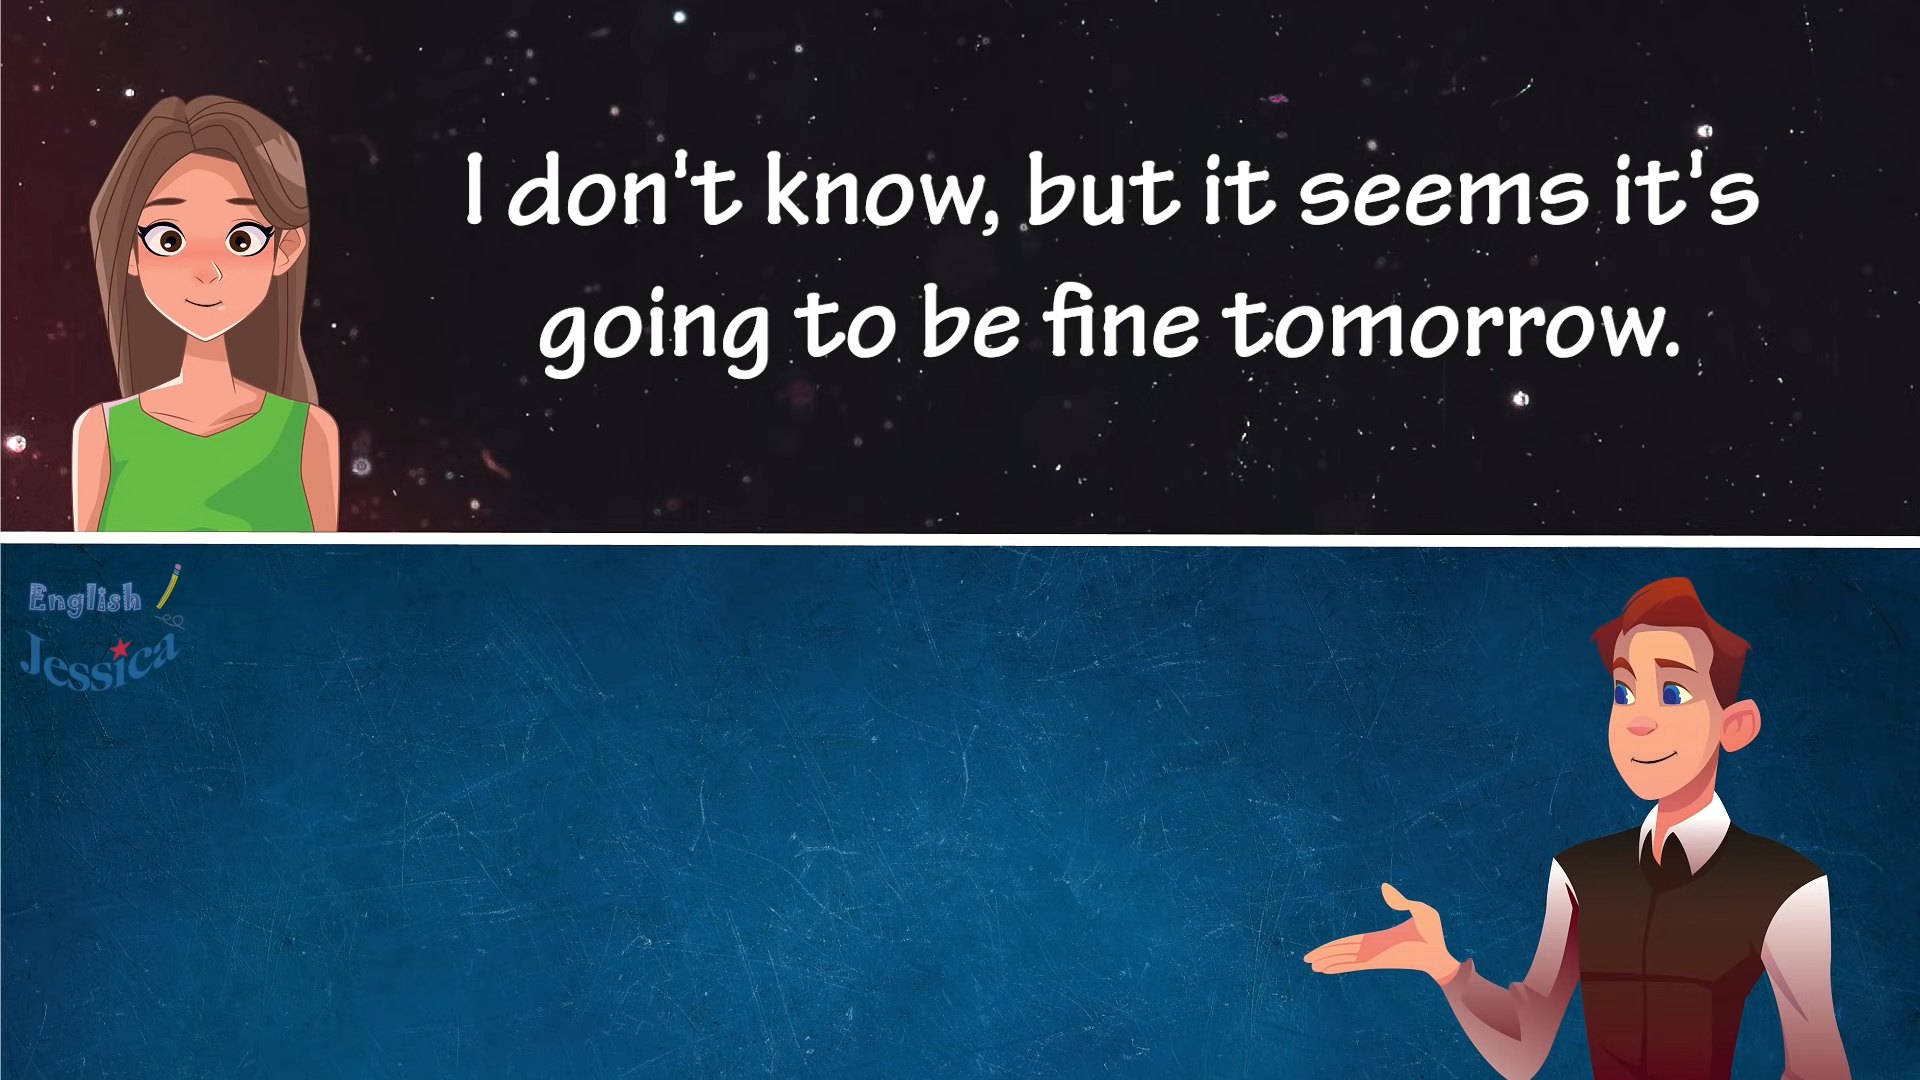 I don't know, but it seems it's
going to be fine tomorrow.
English
Jessica